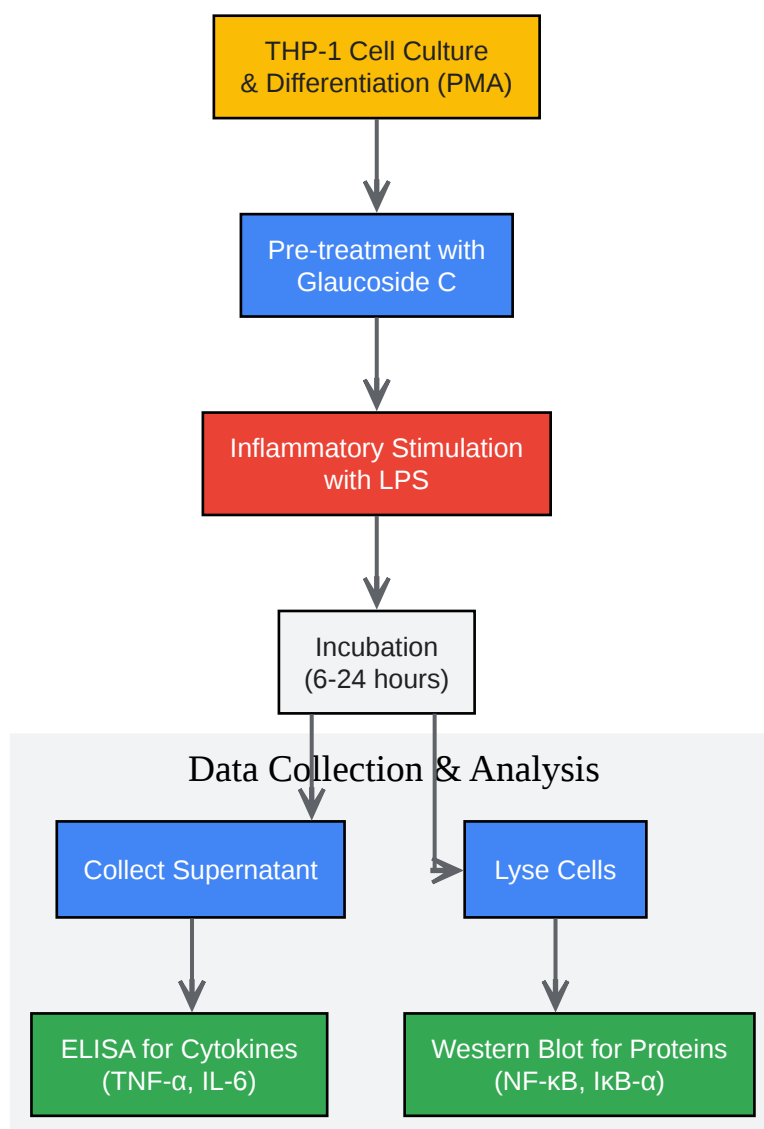 THP-1 Cell Culture
& Differentiation (PMA)
Pre-treatment with
Glaucoside C
Inflammatory Stimulation
with LPS
Incubation
(6-24 hours)
Data Collection & Analysis
Collect Supernatant
Lyse Cells
ELISA for Cytokines
(TNF-α, IL-6)
Western Blot for Proteins
(NF-κB, IκB-α)